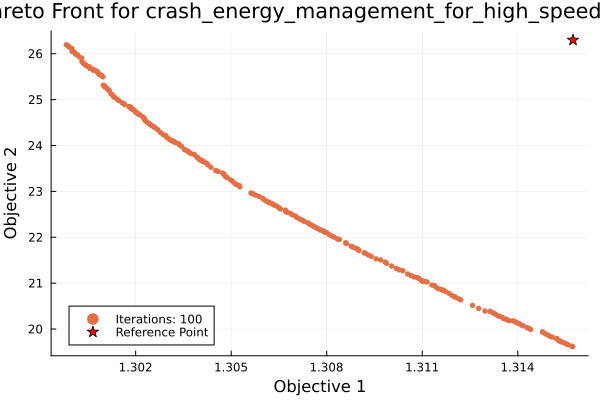 areto Front for crash_energy_management_for_high_speed
26
25
24
23
22
21
20
Objective 2
Iterations: 100
Reference Point
1.302 1.305 1.308 1.311 1.314
Objective 1